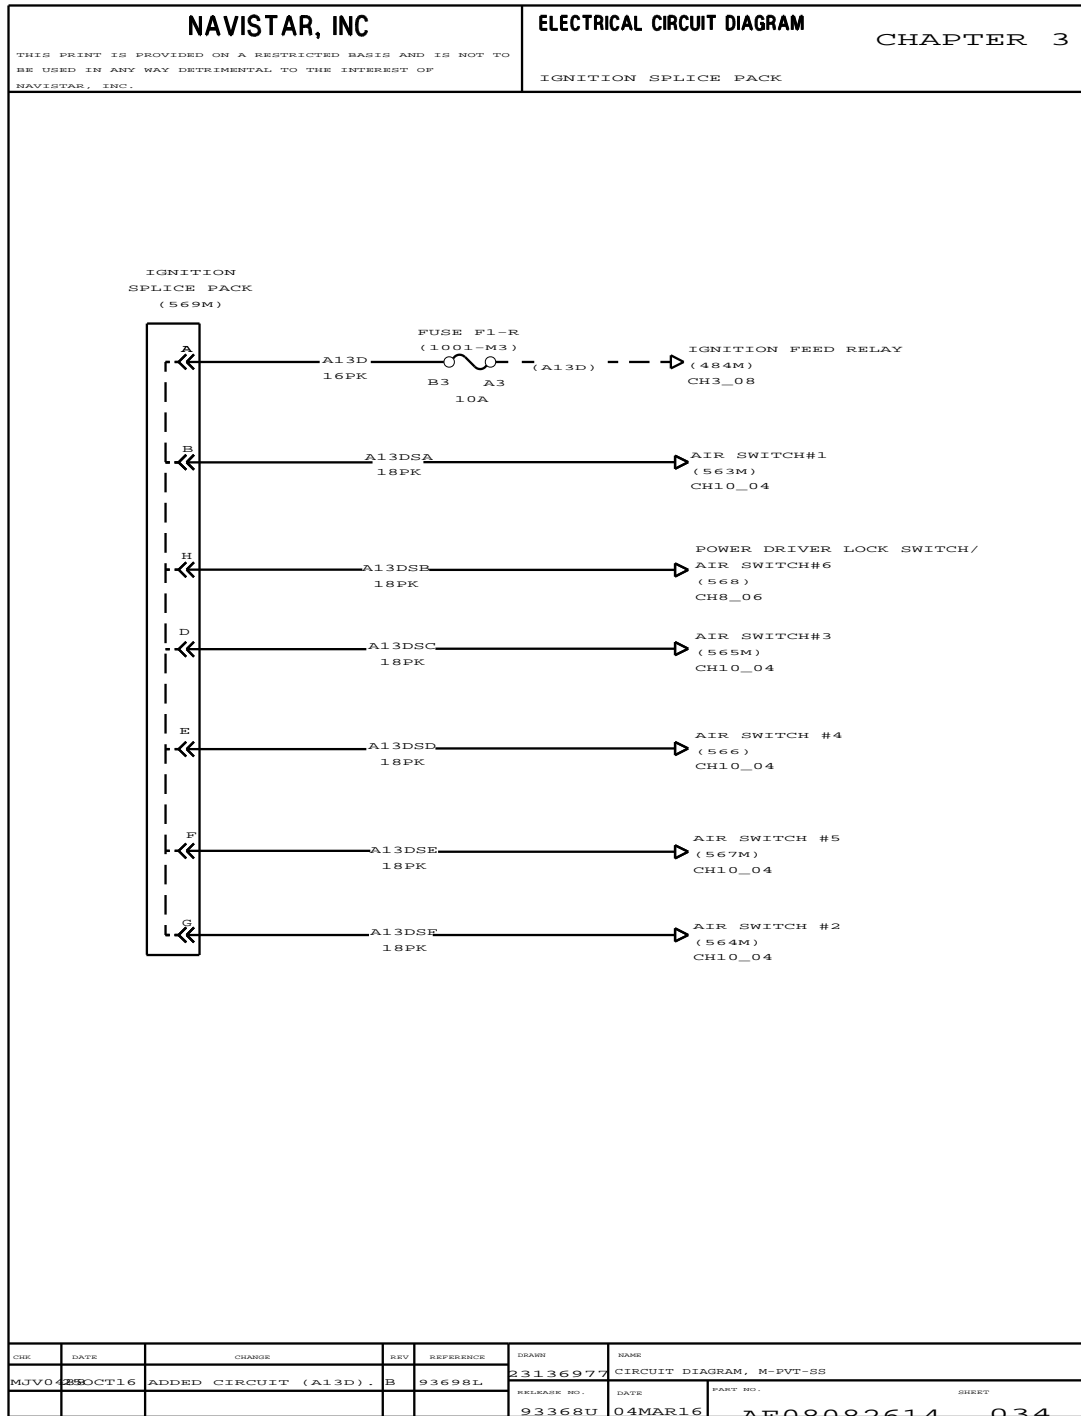 NAVISTAR, INC
THIS PRINT IS PROVIDED ON A RESTRICTED BASIS AND IS NOT TO
BE USED IN ANY WAY DETRIMENTAL TO THE INTEREST OF
NAVISTAR, INC.
ELECTRICAL CIRCUIT DIAGRAM
CHAPTER 3
IGNITION SPLICE PACK
IGNITION
SPLICE PACK
(569M)
A
A13D
16PK
FUSE F1-R
(1001-M3)
B3 A3
10A
(A13D)
IGNITION FEED RELAY
(484M)
CH3_08
B
A13DSA
18PK
AIR SWITCH#1
(563M)
CH10_04
H
A13DSB
18PK
POWER DRIVER LOCK SWITCH/
AIR SWITCH#6
(568)
CH8_06
D
A13DSC
18PK
AIR SWITCH#3
(565M)
CH10_04
E
A13DSD
18PK
AIR SWITCH #4
(566)
CH10_04
F
A13DSE
18PK
AIR SWITCH #5
(567M)
CH10_04
G
A13DSF
18PK
AIR SWITCH #2
(564M)
CH10_04
CHK DATE CHANGE REV REFERENCE
ADDED CIRCUIT (A13D). B 93698L
DRAWN
23136977
NAME
CIRCUIT DIAGRAM, M-PVT-SS
RELEASE NO.
93368U
DATE
04MAR16
PART NO.
AE08082614
SHEET
034